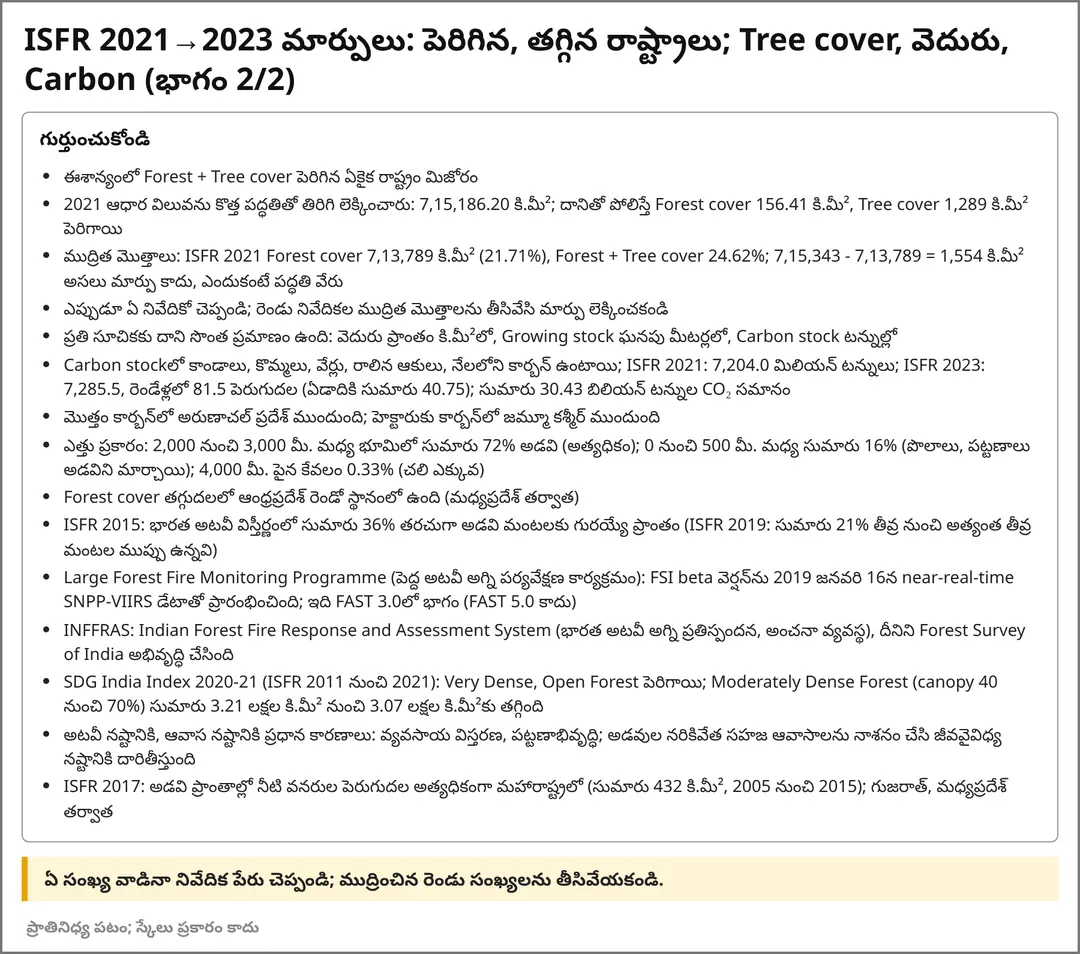 ISFR 2021→2023 మార్పులు: పెరిగిన, తగ్గిన రాష్ట్రాలు; Tree cover, వెదురు,
Carbon (భాగం 2/2)
గుర్తుంచుకోండి
• ఈశాన్యంలో Forest + Tree cover పెరిగిన ఏకైక రాష్ట్రం మిజోరం
• 2021 ఆధార విలువను కొత్త పద్ధతితో తిరిగి లెక్కించారు: 7,15,186.20 కి.మీ²; దానితో పోలిస్తే Forest cover 156.41 కి.మీ², Tree cover 1,289 కి.మీ²
పెరిగాయి
• ముద్రిత మొత్తాలు: ISFR 2021 Forest cover 7,13,789 కి.మీ² (21.71%), Forest + Tree cover 24.62%; 7,15,343 - 7,13,789 = 1,554 కి.మీ²
అసలు మార్పు కాదు, ఎందుకంటే పద్ధతి వేరు
• ఎప్పుడూ ఏ నివేదికో చెప్పండి; రెండు నివేదికల ముద్రిత మొత్తాలను తీసివేసి మార్పు లెక్కించకండి
• ప్రతి సూచికకు దాని సొంత ప్రమాణం ఉంది: వెదురు ప్రాంతం కి.మీ²లో, Growing stock ఘనపు మీటర్లలో, Carbon stock టన్నుల్లో
• Carbon stockలో కాండాలు, కొమ్మలు, వేర్లు, రాలిన ఆకులు, నేలలోని కార్బన్ ఉంటాయి; ISFR 2021: 7,204.0 మిలియన్ టన్నులు; ISFR 2023:
7,285.5, రెండేళ్లలో 81.5 పెరుగుదల (ఏడాదికి సుమారు 40.75); సుమారు 30.43 బిలియన్ టన్నుల CO₂ సమానం
• మొత్తం కార్బన్‌లో అరుణాచల్ ప్రదేశ్ ముందుంది; హెక్టారుకు కార్బన్‌లో జమ్మూ కశ్మీర్ ముందుంది
• ఎత్తు ప్రకారం: 2,000 నుంచి 3,000 మీ. మధ్య భూమిలో సుమారు 72% అడవి (అత్యధికం); 0 నుంచి 500 మీ. మధ్య సుమారు 16% (పొలాలు, పట్టణాలు
అడవిని మార్చాయి); 4,000 మీ. పైన కేవలం 0.33% (చలి ఎక్కువ)
• Forest cover తగ్గుదలలో ఆంధ్రప్రదేశ్ రెండో స్థానంలో ఉంది (మధ్యప్రదేశ్ తర్వాత)
• ISFR 2015: భారత అటవీ విస్తీర్ణంలో సుమారు 36% తరచుగా అడవి మంటలకు గురయ్యే ప్రాంతం (ISFR 2019: సుమారు 21% తీవ్ర నుంచి అత్యంత తీవ్ర
మంటల ముప్పు ఉన్నవి)
• Large Forest Fire Monitoring Programme (పెద్ద అటవీ అగ్ని పర్యవేక్షణ కార్యక్రమం): FSI beta వెర్షన్‌ను 2019 జనవరి 16న near-real-time
SNPP-VIIRS డేటాతో ప్రారంభించింది; ఇది FAST 3.0లో భాగం (FAST 5.0 కాదు)
• INFFRAS: Indian Forest Fire Response and Assessment System (భారత అటవీ అగ్ని ప్రతిస్పందన, అంచనా వ్యవస్థ), దీనిని Forest Survey
of India అభివృద్ధి చేసింది
• SDG India Index 2020-21 (ISFR 2011 నుంచి 2021): Very Dense, Open Forest పెరిగాయి; Moderately Dense Forest (canopy 40
నుంచి 70%) సుమారు 3.21 లక్షల కి.మీ² నుంచి 3.07 లక్షల కి.మీ²కు తగ్గింది
• అటవీ నష్టానికి, ఆవాస నష్టానికి ప్రధాన కారణాలు: వ్యవసాయ విస్తరణ, పట్టణాభివృద్ధి; అడవుల నరికివేత సహజ ఆవాసాలను నాశనం చేసి జీవవైవిధ్య
నష్టానికి దారితీస్తుంది
• ISFR 2017: అడవి ప్రాంతాల్లో నీటి వనరుల పెరుగుదల అత్యధికంగా మహారాష్ట్రలో (సుమారు 432 కి.మీ², 2005 నుంచి 2015); గుజరాత్, మధ్యప్రదేశ్
తర్వాత
ఏ సంఖ్య వాడినా నివేదిక పేరు చెప్పండి; ముద్రించిన రెండు సంఖ్యలను తీసివేయకండి.
ప్రాతినిధ్య పటం; స్కేలు ప్రకారం కాదు